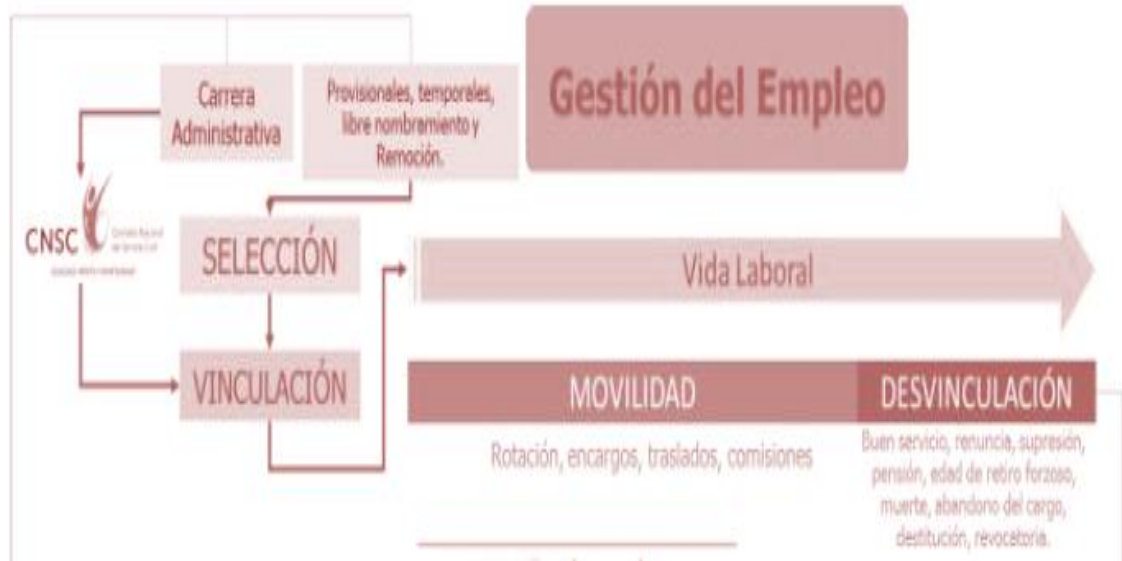 Gestión del Empleo
Carrera
Administrativa
Provisionales, temporales,
libre nombramiento y
Remoción.
CNSC
SELECCIÓN
VINCULACIÓN
Vida Laboral
MOVILIDAD
Rotación, encargos, traslados, comisiones
DESVINCULACIÓN
Buen servicio, renuncia, supresión,
pensión, edad de retiro forzoso,
muerte, abandono del cargo,
destitución, revocatoria.